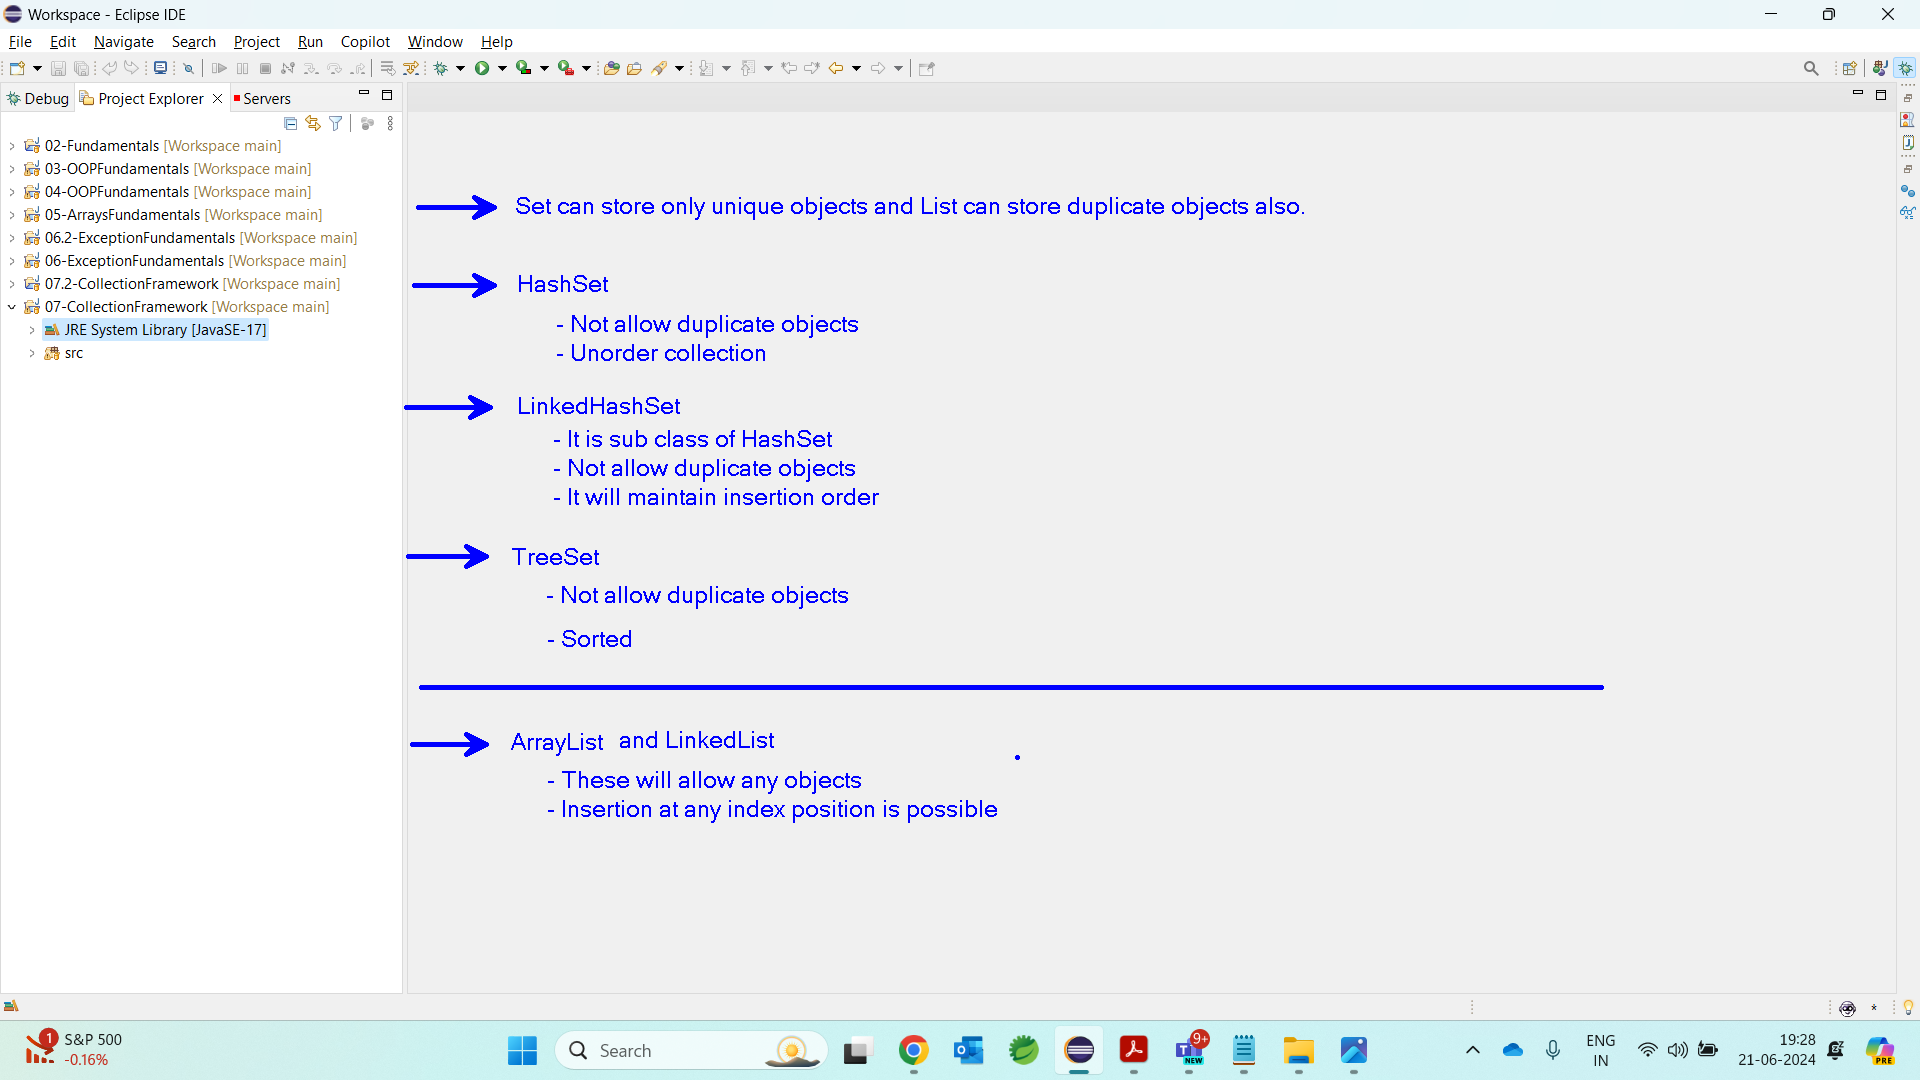 Workspace - Eclipse IDE
File Edit Navigate Search Project Run Copilot Window Help
Debug Project Explorer Servers
02-Fundamentals [Workspace main]
03-OOPFundamentals [Workspace main]
04-OOPFundamentals [Workspace main]
05-ArraysFundamentals [Workspace main]
06.2-ExceptionFundamentals [Workspace main]
06-ExceptionFundamentals [Workspace main]
07.2-CollectionFramework [Workspace main]
07-CollectionFramework [Workspace main]
JRE System Library [JavaSE-17]
src
Set can store only unique objects and List can store duplicate objects also.
HashSet
- Not allow duplicate objects
- Unorder collection
LinkedHashSet
- It is sub class of HashSet
- Not allow duplicate objects
- It will maintain insertion order
TreeSet
- Not allow duplicate objects
- Sorted
ArrayList and LinkedList
- These will allow any objects
- Insertion at any index position is possible
1
S&P 500
-0.16%
Search
9+
NEW
ENG
IN
19:28
21-06-2024
PRE